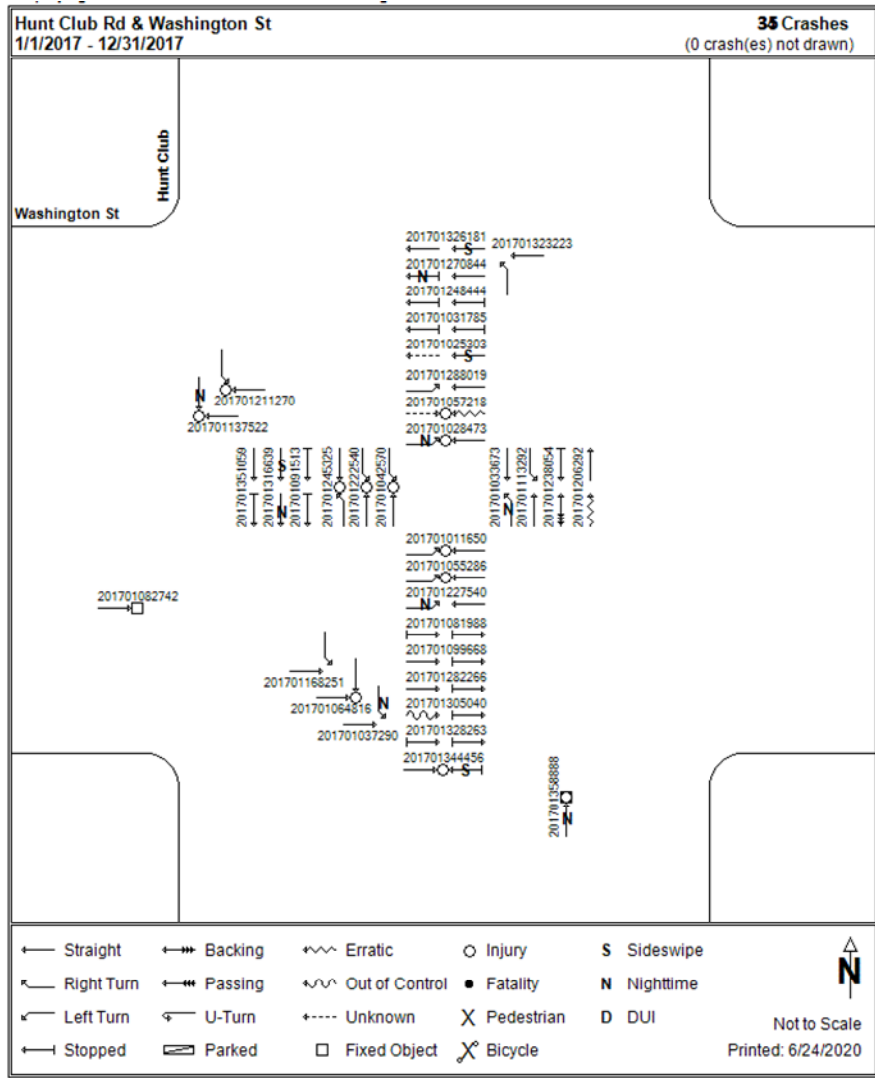 Hunt Club Rd & Washington St
35 Crashes
1/1/2017 - 12/31/2017
(0 crash(es) not drawn)
Hunt Club
Washington St
201701326181
201701323223
201701270844
N
201701248444
201701031785
201701025303
S
S
201701288019
201701211270
201701057218
N
201701137522
201701028473
N
201701351059
201701316639
S
N
201701091513
201701245325
201701222540
201701042570
201701033673
N
201701113292
201701238054
201701206292
201701011650
201701055286
201701227540
N
201701082742
201701081988
201701099668
201701168251
201701282266
201701064816
N
201701305040
201701037290
201701328263
201701344456
S
201701358888
N
Straight
Backing
Erratic
Injury
S Sideswipe
Right Turn
Passing
Out of Control
Fatality
N Nighttime
Left Turn
U-Turn
Unknown
Pedestrian
D DUI
Stopped
Parked
Fixed Object
Bicycle
N
Not to Scale
Printed: 6/24/2020